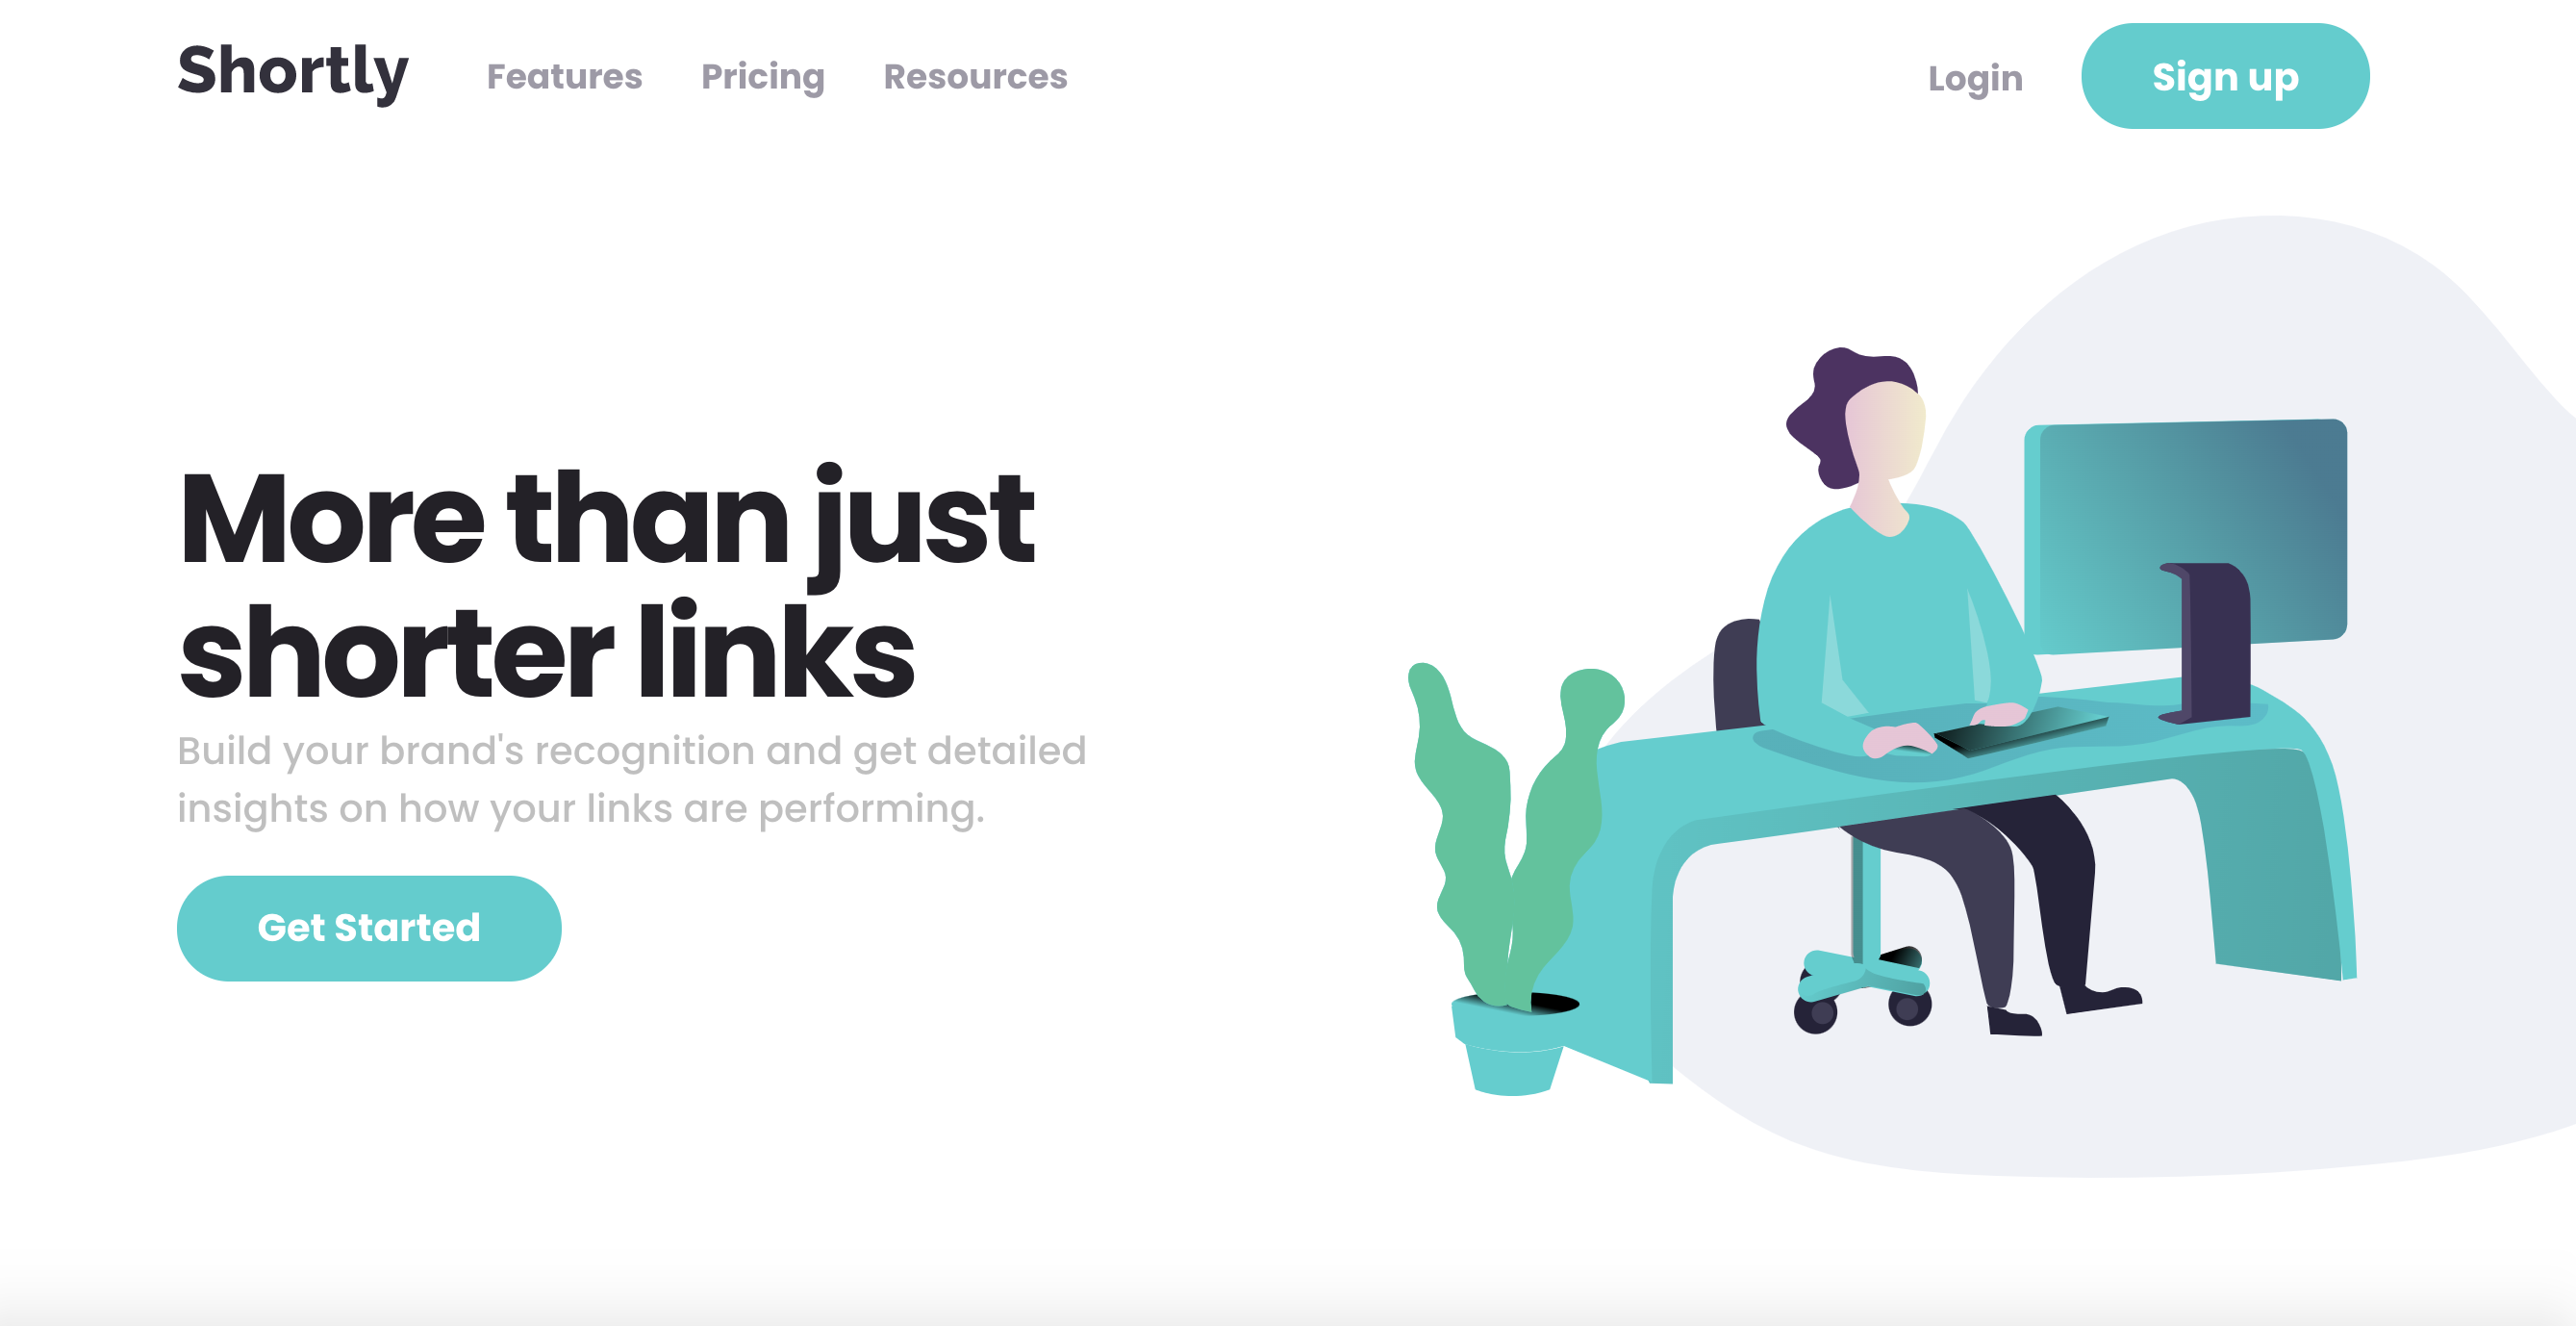 Shortly Features Pricing Resources Login Sign up
More than just
shorter links
Build your brand's recognition and get detailed
insights on how your links are performing.
Get Started